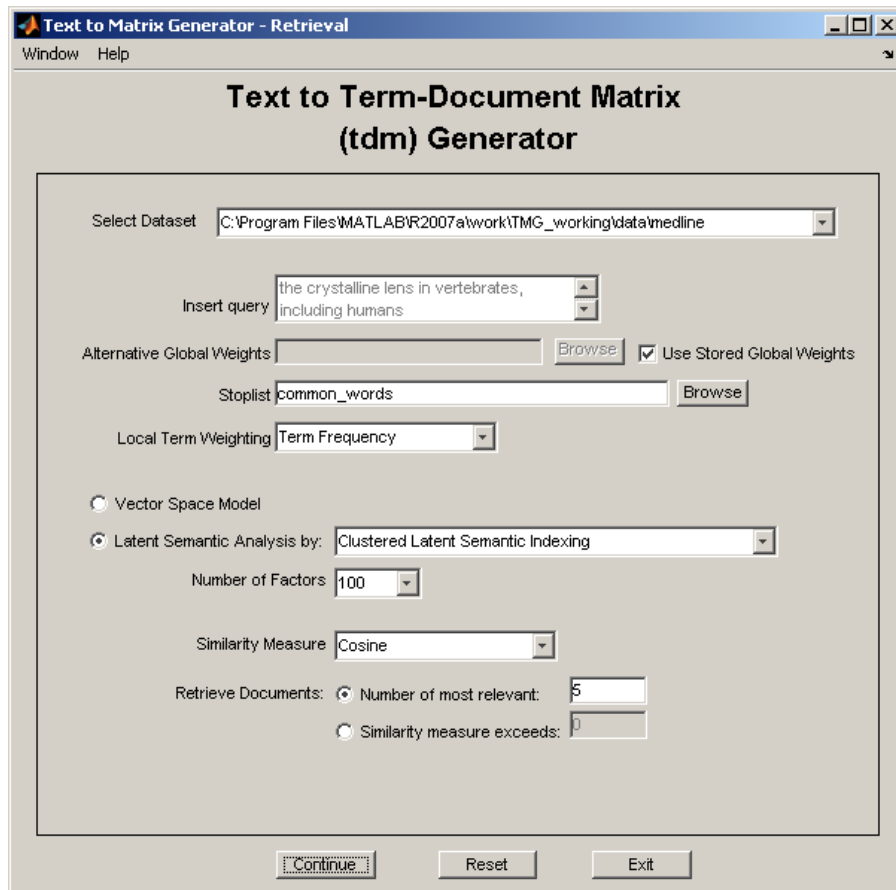 Text to Matrix Generator - Retrieval
Window Help
Text to Term-Document Matrix
(tdm) Generator
Select Dataset C:\Program Files\MATLAB\R2007a\work\TMG_working\data\medline
Insert query the crystalline lens in vertebrates,
including humans
Alternative Global Weights Browse Use Stored Global Weights
Stoplist common_words Browse
Local Term Weighting Term Frequency
Vector Space Model
Latent Semantic Analysis by: Clustered Latent Semantic Indexing
Number of Factors 100
Similarity Measure Cosine
Retrieve Documents: Number of most relevant: 5
Similarity measure exceeds: 0
Continue Reset Exit